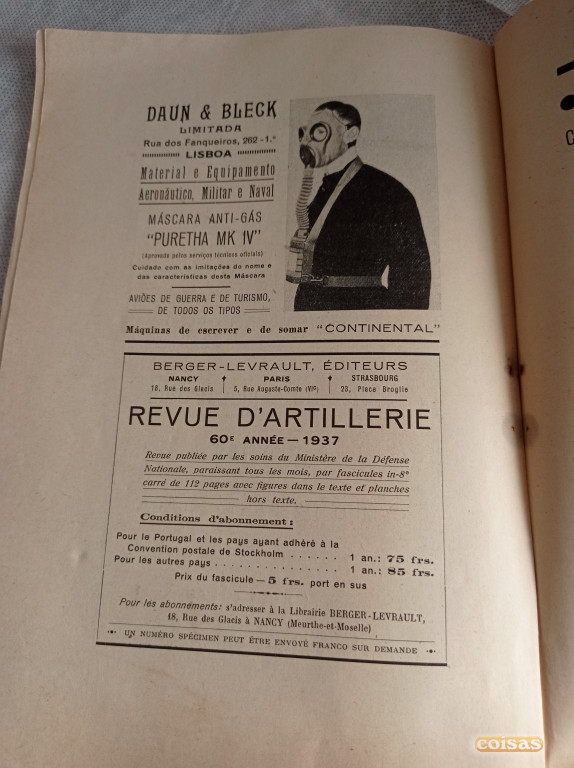 DAUN & BLECK
LIMITADA
Rua dos Fanqueiros, 262-1.º
LISBOA
Material e Equipamento
Aeronáutico, Militar e Naval
MÁSCARA ANTI-GÁS
"PURETHA MK IV"
(Aprovada pelos serviços técnicos oficiais)
Cuidado com as imitações do nome e
das características desta Máscara
AVIÕES DE GUERRA E DE TURISMO,
DE TODOS OS TIPOS
Máquinas de escrever e de somar "CONTINENTAL"
BERGER-LEVRAULT, ÉDITEURS
NANCY
18, Rue des Glacis
PARIS
5, Rue Auguste-Comte (VIᵉ)
STRASBOURG
23, Place Broglie
REVUE D'ARTILLERIE
60E ANNÉE — 1937
Revue publiée par les soins du Ministère de la Défense
Nationale, paraissant tous les mois, par fascicules in-8°
carré de 112 pages avec figures dans le texte et planches
hors texte.
Conditions d'abonnement:
Pour le Portugal et les pays ayant adhéré à la
Convention postale de Stockholm . . . . . . 1 an.: 75 frs.
Pour les autres pays . . . . . . . . . . . . . . . 1 an.: 85 frs.
Prix du fascicule — 5 frs. port en sus
Pour les abonnements: s'adresser à la Librairie BERGER-LEVRAULT,
18, Rue des Glacis à NANCY (Meurthe-et-Moselle)
UN NUMÉRO SPÉCIMEN PEUT ÊTRE ENVOYÉ FRANCO SUR DEMANDE
C
coisas